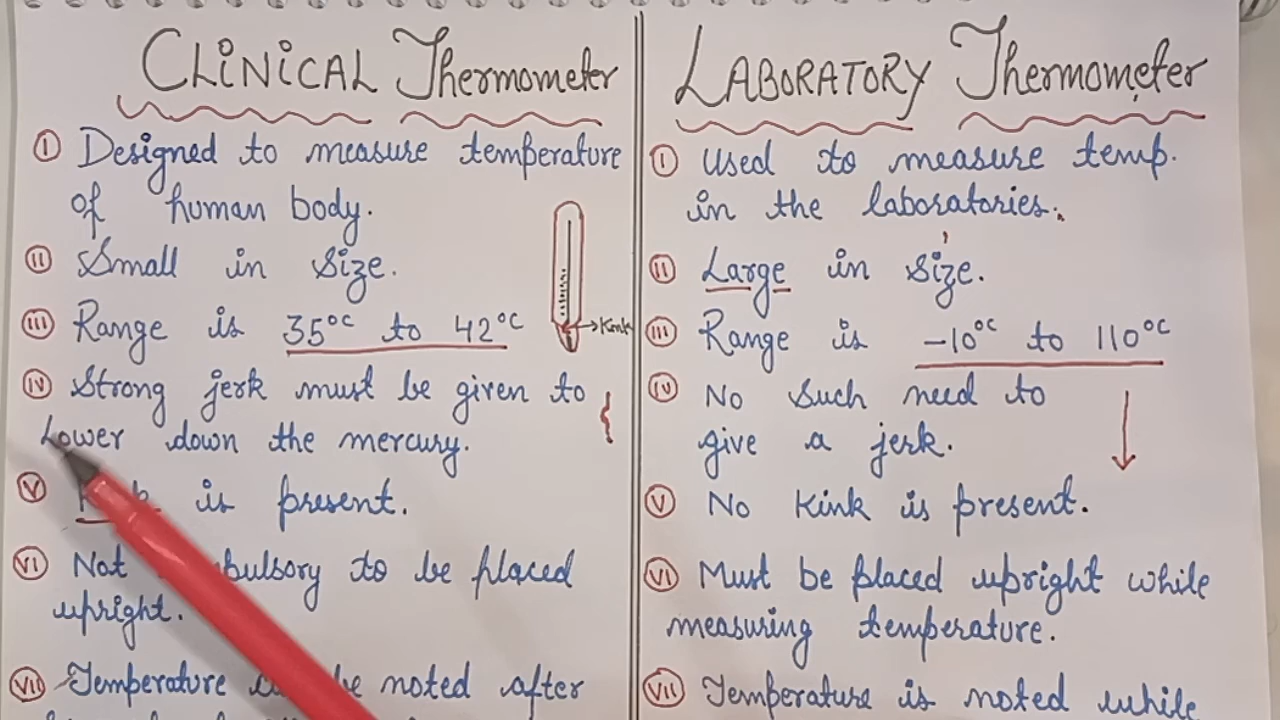 CLINICAL Thermometer
I Designed to measure temperature
of human body.
II Small in size.
III Range is 35°C to 42°C
IV Strong jerk must be given to
Lower down the mercury.
V is present.
VI Not to be placed
upright.
VII Temperature noted after
Kink
LABORATORY Thermometer
I Used to measure temp.
in the laboratories.
II Large in size.
III Range is -10°C to 110°C
IV No such need to
give a jerk.
V No Kink is present.
VI Must be placed upright while
measuring temperature.
VII Temperature is noted while